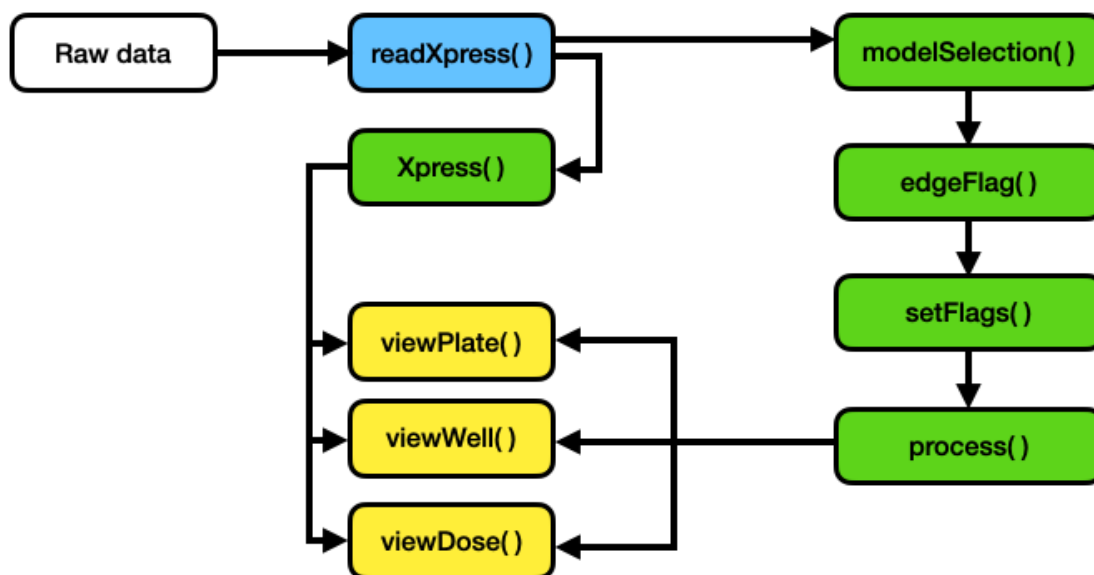 Raw data
readXpress( )
modelSelection( )
Xpress( )
edgeFlag( )
setFlags( )
viewPlate( )
viewWell( )
process( )
viewDose( )